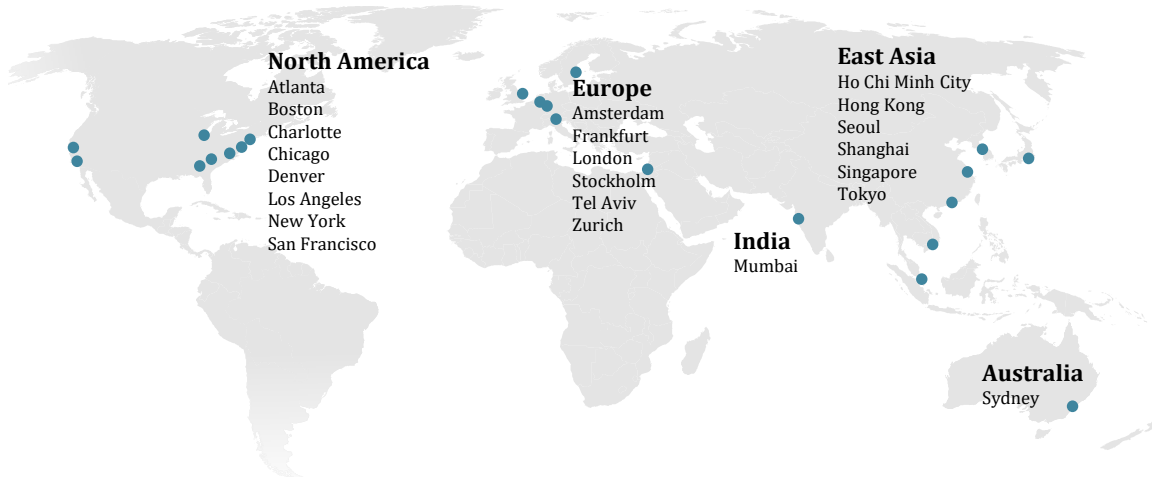 North America
Atlanta
Boston
Charlotte
Chicago
Denver
Los Angeles
New York
San Francisco
Europe
Amsterdam
Frankfurt
London
Stockholm
Tel Aviv
Zurich
India
Mumbai
East Asia
Ho Chi Minh City
Hong Kong
Seoul
Shanghai
Singapore
Tokyo
Australia
Sydney